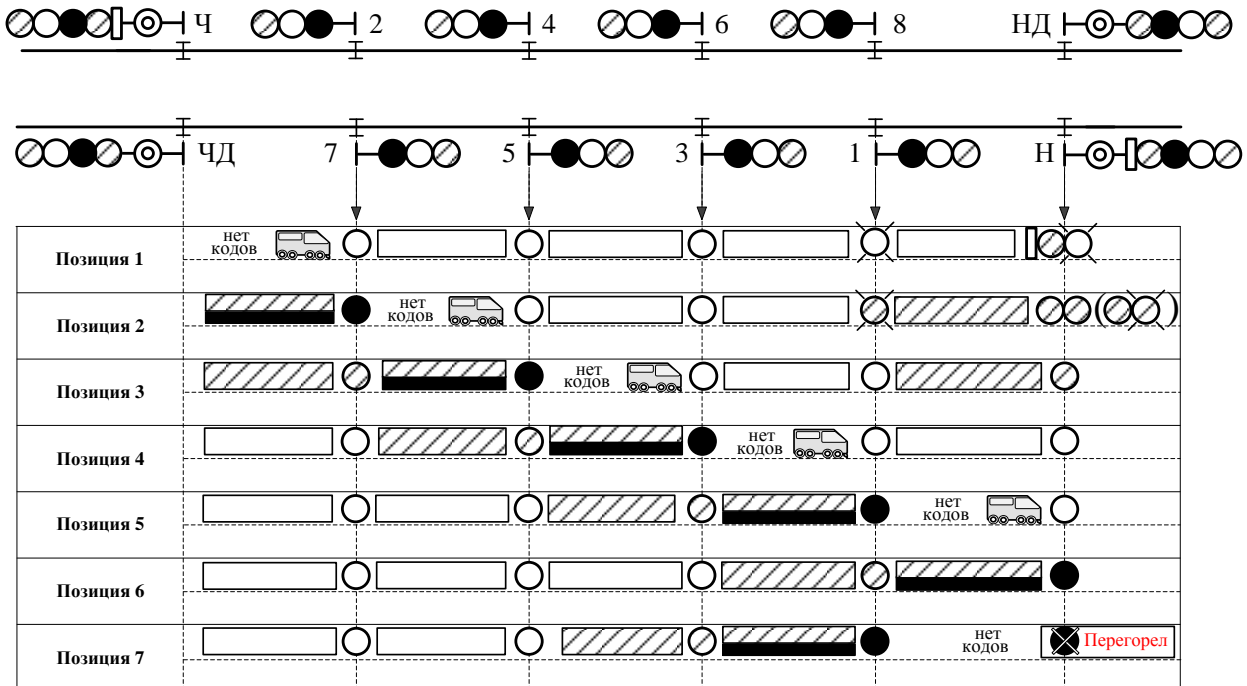 Ч 2 4 6 8 НД
ЧД 7 5 3 1 Н
Позиция 1
нет
кодов
Позиция 2
нет
кодов
Позиция 3
нет
кодов
Позиция 4
нет
кодов
Позиция 5
нет
кодов
Позиция 6
Позиция 7
нет
кодов
Перегорел